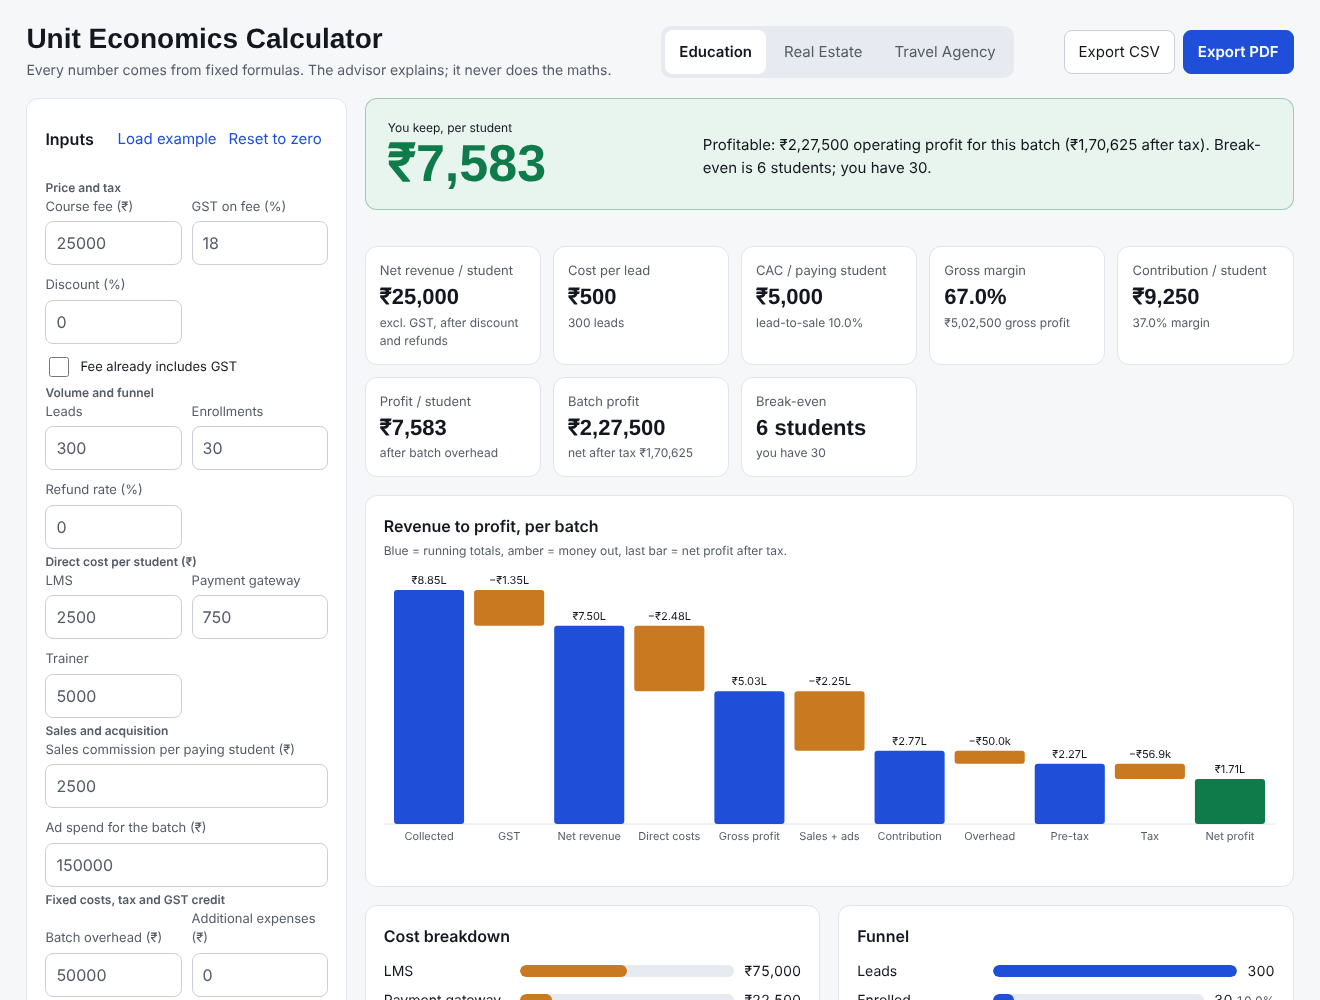 Unit Economics Calculator
Every number comes from fixed formulas. The advisor explains; it never does the maths.
Education Real Estate Travel Agency
Export CSV Export PDF
Inputs Load example Reset to zero
Price and tax
Course fee (₹) GST on fee (%)
25000 18
Discount (%)
0
Fee already includes GST
Volume and funnel
Leads Enrollments
300 30
Refund rate (%)
0
Direct cost per student (₹)
LMS Payment gateway
2500 750
Trainer
5000
Sales and acquisition
Sales commission per paying student (₹)
2500
Ad spend for the batch (₹)
150000
Fixed costs, tax and GST credit
Batch overhead (₹) Additional expenses (₹)
50000 0
You keep, per student
₹7,583
Profitable: ₹2,27,500 operating profit for this batch (₹1,70,625 after tax). Break-
even is 6 students; you have 30.
Net revenue / student
₹25,000
excl. GST, after discount
and refunds
Cost per lead
₹500
300 leads
CAC / paying student
₹5,000
lead-to-sale 10.0%
Gross margin
67.0%
₹5,02,500 gross profit
Contribution / student
₹9,250
37.0% margin
Profit / student
₹7,583
after batch overhead
Batch profit
₹2,27,500
net after tax ₹1,70,625
Break-even
6 students
you have 30
Revenue to profit, per batch
Blue = running totals, amber = money out, last bar = net profit after tax.
₹8.85L −₹1.35L ₹7.50L −₹2.48L ₹5.03L −₹2.25L ₹2.77L −₹50.0k ₹2.27L −₹56.9k ₹1.71L
Collected GST Net revenue Direct costs Gross profit Sales + ads Contribution Overhead Pre-tax Tax Net profit
Cost breakdown
LMS ₹75,000
Payment gateway ₹22,500
Funnel
Leads 300
Enrolled 30 10.0%